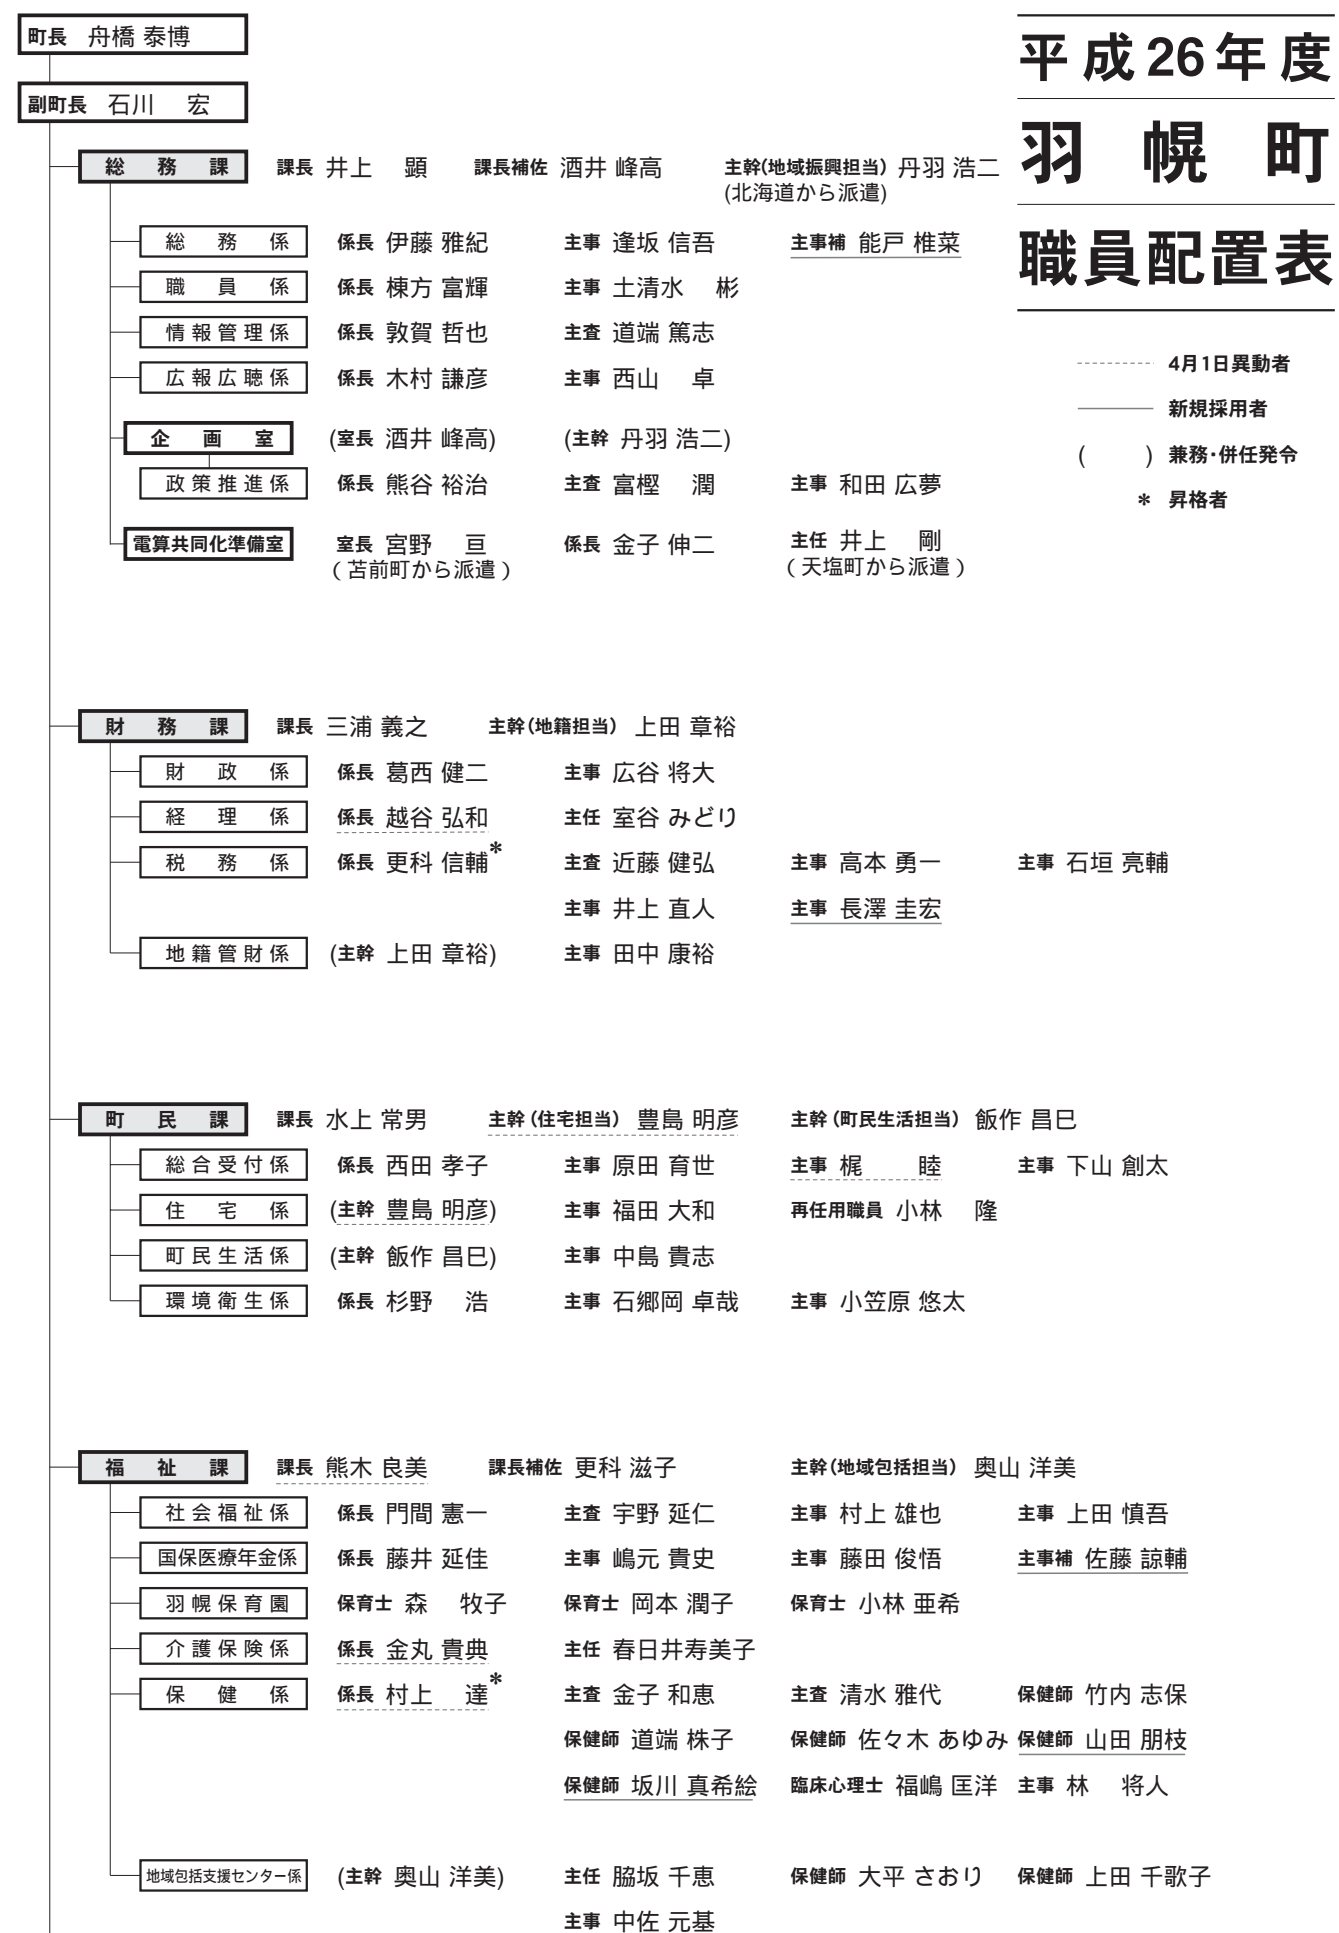 平成26年度
羽幌町
職員配置表
4月1日異動者
新規採用者
(　　) 兼務・併任発令
＊ 昇格者
町長 舟橋 泰博
副町長 石川　宏
総務課 課長 井上　顕 課長補佐 酒井 峰高 主幹(地域振興担当) 丹羽 浩二
(北海道から派遣)
総務係 係長 伊藤 雅紀 主事 逢坂 信吾 主事補 能戸 椎菜
職員係 係長 棟方 富輝 主事 土清水　彬
情報管理係 係長 敦賀 哲也 主査 道端 篤志
広報広聴係 係長 木村 謙彦 主事 西山　卓
企画室 (室長 酒井 峰高) (主幹 丹羽 浩二)
政策推進係 係長 熊谷 裕治 主査 富樫　潤 主事 和田 広夢
電算共同化準備室 室長 宮野　亘 係長 金子 伸二 主任 井上　剛
(苫前町から派遣) (天塩町から派遣)
財務課 課長 三浦 義之 主幹(地籍担当) 上田 章裕
財政係 係長 葛西 健二 主事 広谷 将大
経理係 係長 越谷 弘和 主任 室谷 みどり
税務係 係長 更科 信輔＊ 主査 近藤 健弘 主事 高本 勇一 主事 石垣 亮輔
主事 井上 直人 主事 長澤 圭宏
地籍管財係 (主幹 上田 章裕) 主事 田中 康裕
町民課 課長 水上 常男 主幹(住宅担当) 豊島 明彦 主幹(町民生活担当) 飯作 昌巳
総合受付係 係長 西田 孝子 主事 原田 育世 主事 梶　睦 主事 下山 創太
住宅係 (主幹 豊島 明彦) 主事 福田 大和 再任用職員 小林　隆
町民生活係 (主幹 飯作 昌巳) 主事 中島 貴志
環境衛生係 係長 杉野　浩 主事 石郷岡 卓哉 主事 小笠原 悠太
福祉課 課長 熊木 良美 課長補佐 更科 滋子 主幹(地域包括担当) 奥山 洋美
社会福祉係 係長 門間 憲一 主査 宇野 延仁 主事 村上 雄也 主事 上田 慎吾
国保医療年金係 係長 藤井 延佳 主事 嶋元 貴史 主事 藤田 俊悟 主事補 佐藤 諒輔
羽幌保育園 保育士 森　牧子 保育士 岡本 潤子 保育士 小林 亜希
介護保険係 係長 金丸 貴典 主任 春日井寿美子
保健係 係長 村上　達＊ 主査 金子 和恵 主査 清水 雅代 保健師 竹内 志保
保健師 道端 株子 保健師 佐々木 あゆみ 保健師 山田 朋枝
保健師 坂川 真希絵 臨床心理士 福嶋 匡洋 主事 林　将人
地域包括支援センター係 (主幹 奥山 洋美) 主任 脇坂 千恵 保健師 大平 さおり 保健師 上田 千歌子
主事 中佐 元基